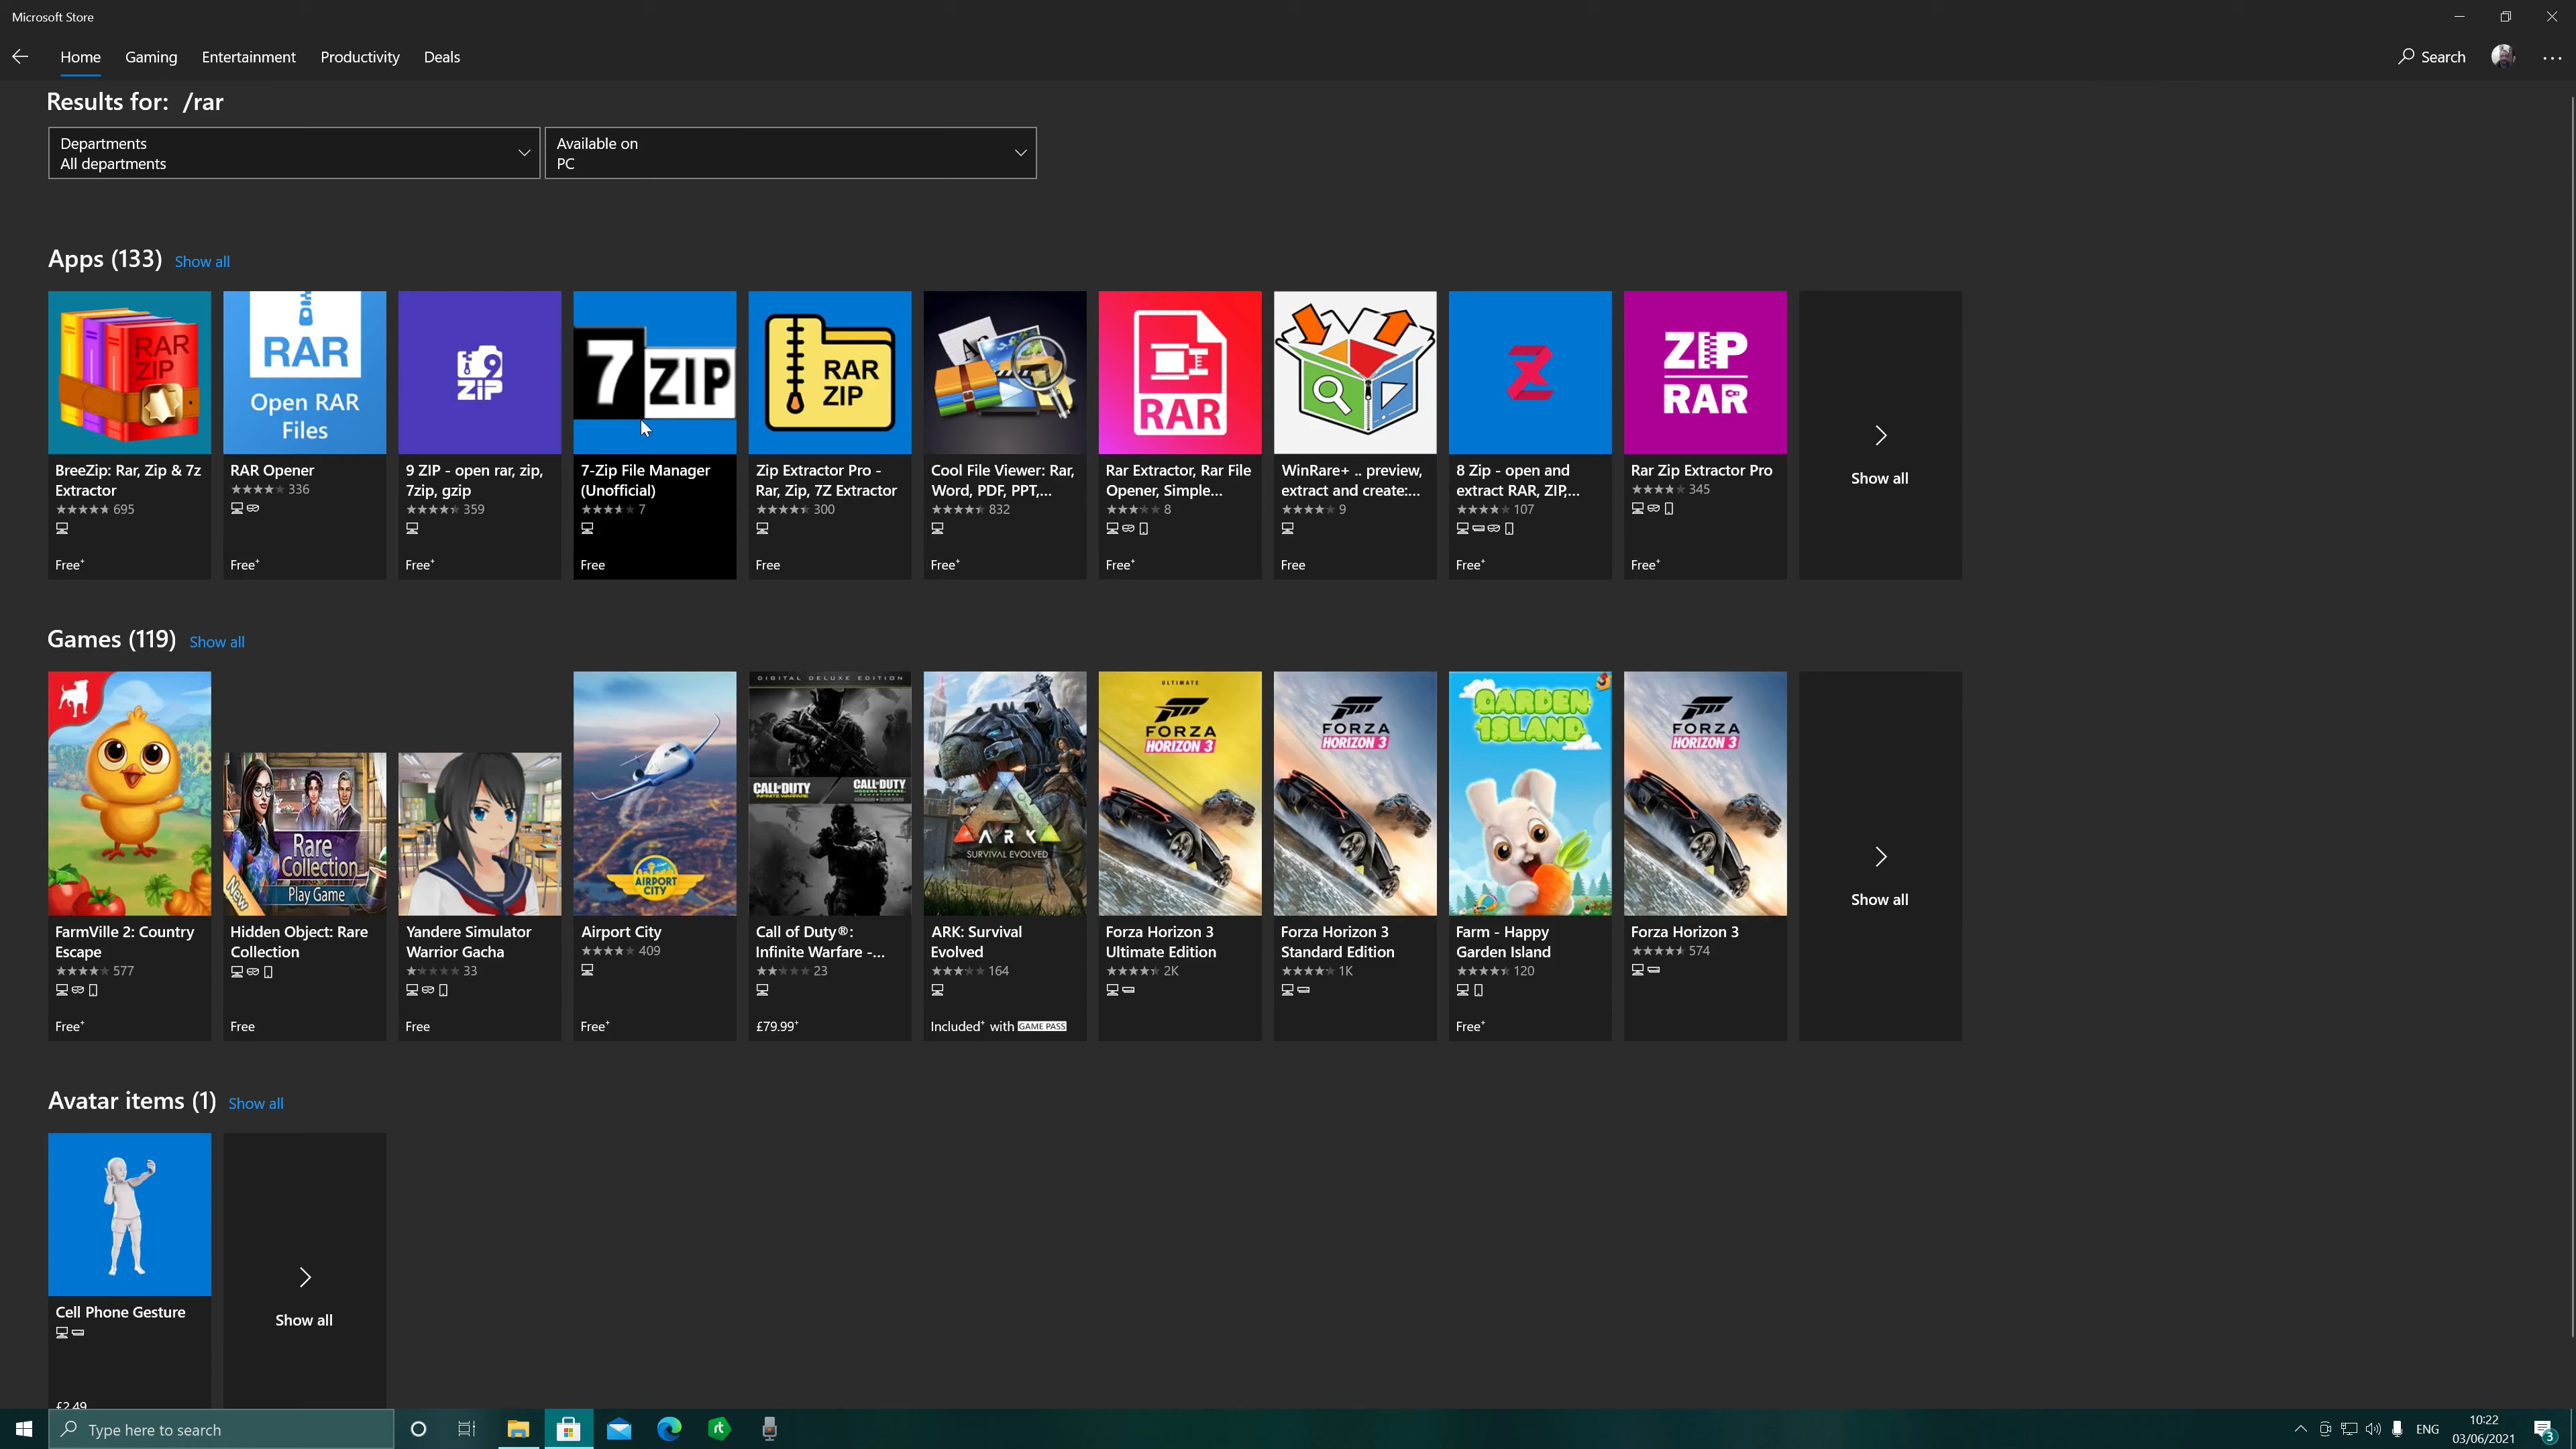 Microsoft Store
Home Gaming Entertainment Productivity Deals Search
Results for: /rar
Departments
All departments
Available on
PC
Apps (133) Show all
RAR
ZIP
RAR
Open RAR
Files
9
ZIP
7 ZIP
RAR
ZIP
RAR
ZIP
RAR
BreeZip: Rar, Zip & 7z
Extractor
695
Free+
RAR Opener
336
Free+
9 ZIP - open rar, zip,
7zip, gzip
359
Free+
7-Zip File Manager
(Unofficial)
7
Free
Zip Extractor Pro -
Rar, Zip, 7Z Extractor
300
Free
Cool File Viewer: Rar,
Word, PDF, PPT,...
832
Free+
Rar Extractor, Rar File
Opener, Simple...
8
Free+
WinRare+ .. preview,
extract and create:...
9
Free
8 Zip - open and
extract RAR, ZIP,...
107
Free+
Rar Zip Extractor Pro
345
Free+
Show all
Games (119) Show all
Rare
Collection
Play Game
New
AIRPORT
CITY
DIGITAL DELUXE EDITION
CALL OF DUTY
INFINITE WARFARE
CALL OF DUTY
MODERN WARFARE
REMASTERED
ARK
SURVIVAL EVOLVED
ULTIMATE
FORZA
HORIZON 3
FORZA
HORIZON 3
GARDEN
ISLAND
FORZA
HORIZON 3
FarmVille 2: Country
Escape
577
Free+
Hidden Object: Rare
Collection
Free
Yandere Simulator
Warrior Gacha
33
Free
Airport City
409
Free+
Call of Duty®:
Infinite Warfare -...
23
£79.99+
ARK: Survival
Evolved
164
Included+ with GAME PASS
Forza Horizon 3
Ultimate Edition
2K
Forza Horizon 3
Standard Edition
1K
Farm - Happy
Garden Island
120
Free+
Forza Horizon 3
574
Show all
Avatar items (1) Show all
Cell Phone Gesture
£2.49
Show all
Type here to search
rt
ENG
10:22
03/06/2021
3